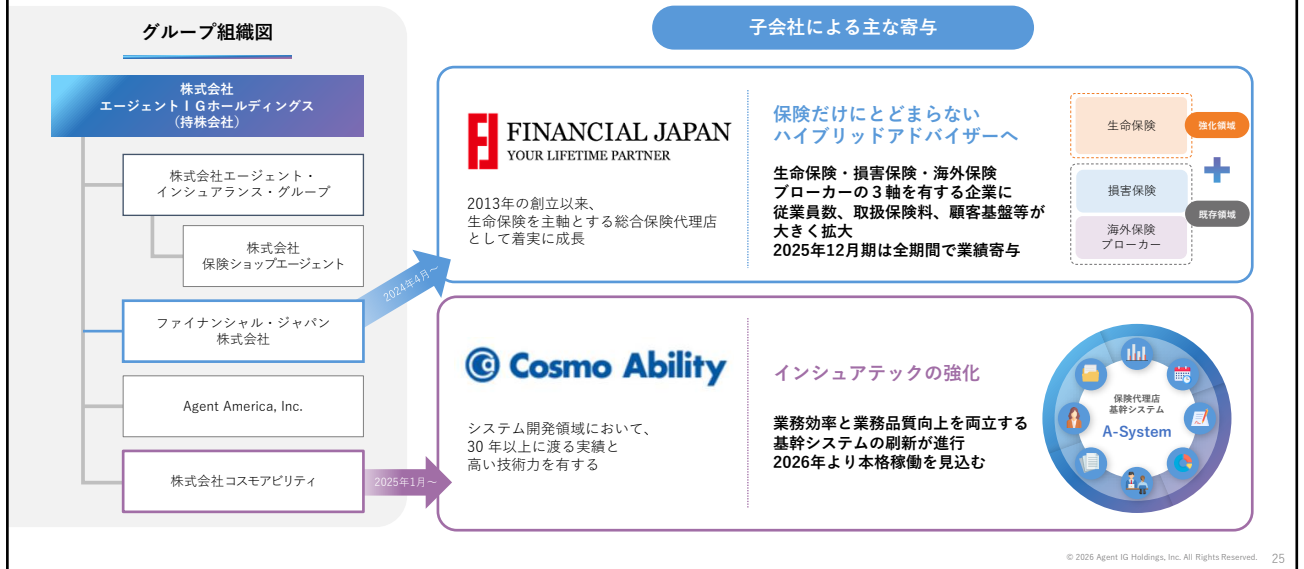 グループ組織図
株式会社
エージェントIGホールディングス
（持株会社）
株式会社エージェント・
インシュアランス・グループ
株式会社
保険ショップエージェント
ファイナンシャル・ジャパン
株式会社
Agent America, Inc.
株式会社コスモアビリティ
2024年4月～
2025年1月～
子会社による主な寄与
FINANCIAL JAPAN
YOUR LIFETIME PARTNER
2013年の創立以来、
生命保険を主軸とする総合保険代理店
として着実に成長
保険だけにとどまらない
ハイブリッドアドバイザーへ
生命保険・損害保険・海外保険
ブローカーの３軸を有する企業に
従業員数、取扱保険料、顧客基盤等が
大きく拡大
2025年12月期は全期間で業績寄与
生命保険
強化領域
損害保険
既存領域
海外保険
ブローカー
Cosmo Ability
システム開発領域において、
30 年以上に渡る実績と
高い技術力を有する
インシュアテックの強化
業務効率と業務品質向上を両立する
基幹システムの刷新が進行
2026年より本格稼働を見込む
保険代理店
基幹システム
A-System
© 2026 Agent IG Holdings, Inc. All Rights Reserved.
25